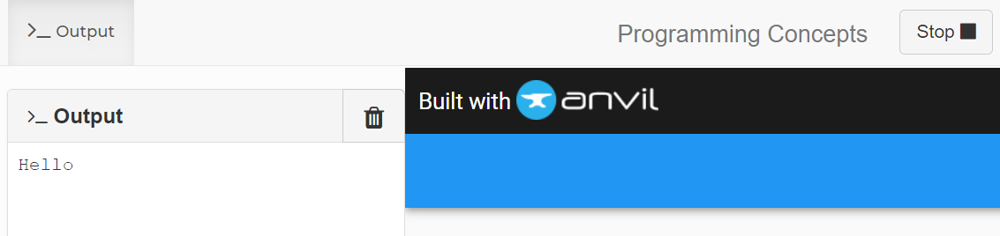 >_ Output
Programming Concepts
Stop
>_ Output
Hello
Built with anvil